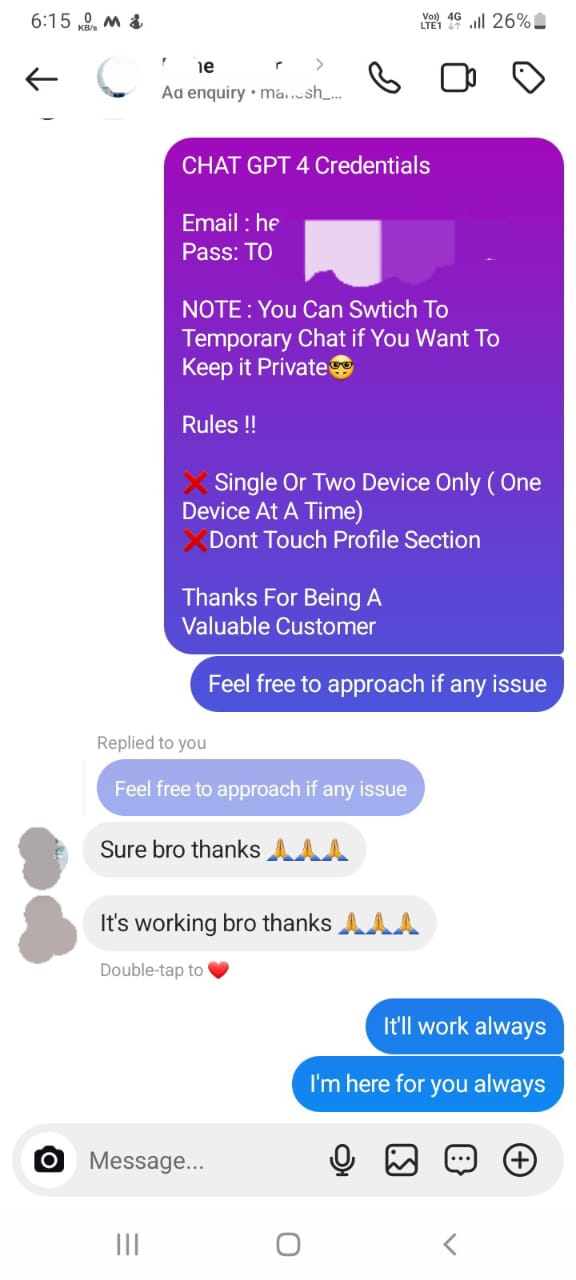 6:15 0 KB/s
Vo)) LTE1 4G 26%
Ad enquiry •
CHAT GPT 4 Credentials
Email : he
Pass: TO
NOTE : You Can Swtich To
Temporary Chat if You Want To
Keep it Private🤓
Rules !!
❌ Single Or Two Device Only ( One
Device At A Time)
❌Dont Touch Profile Section
Thanks For Being A
Valuable Customer
Feel free to approach if any issue
Replied to you
Feel free to approach if any issue
Sure bro thanks 🙏🙏🙏
It's working bro thanks 🙏🙏🙏
Double-tap to ❤️
It'll work always
I'm here for you always
Message...